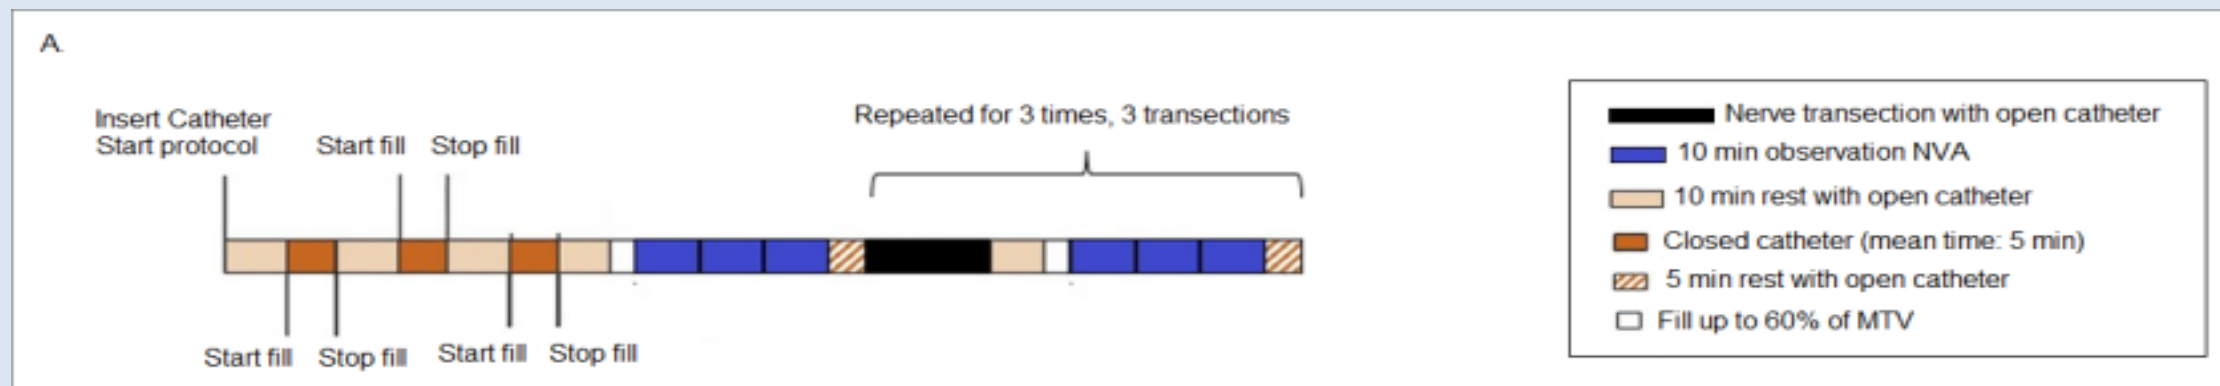 A.
Insert Catheter
Start protocol
Start fill
Stop fill
Repeated for 3 times, 3 transections
Start fill
Stop fill
Start fill
Stop fill
Nerve transection with open catheter
10 min observation NVA
10 min rest with open catheter
Closed catheter (mean time: 5 min)
5 min rest with open catheter
Fill up to 60% of MTV